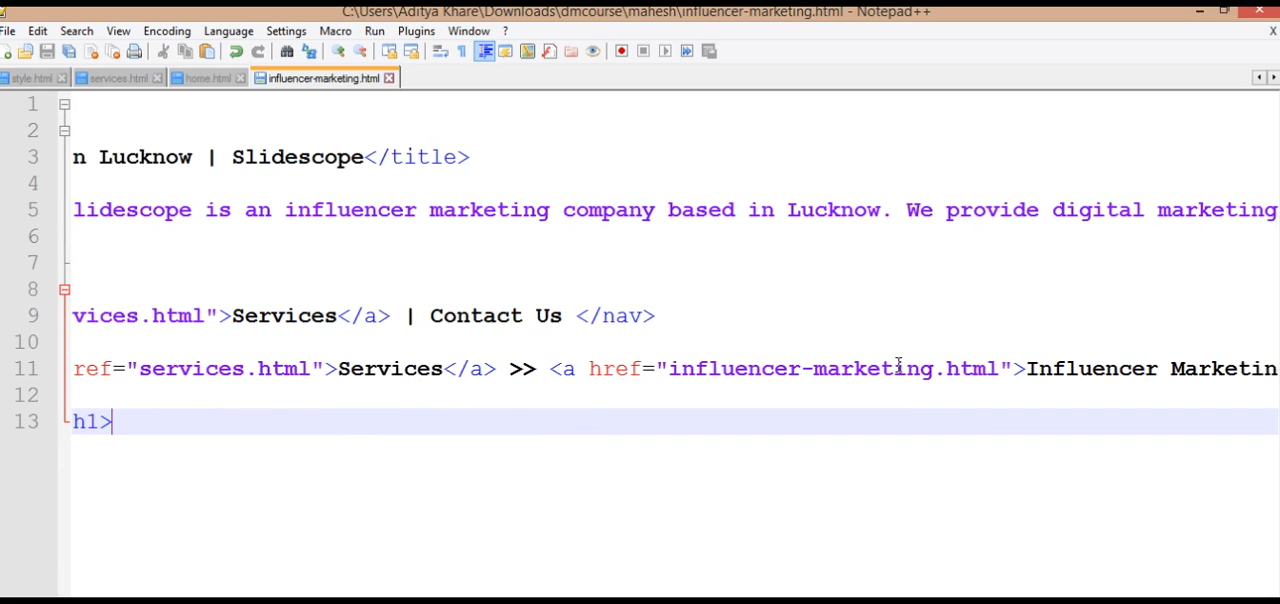 C:\Users\Aditya Khare\Downloads\dmcourse\mahesh\influencer-marketing.html - Notepad++
File Edit Search View Encoding Language Settings Macro Run Plugins Window ? X
style.html services.html home.html influencer-marketing.html
1
2
3 n Lucknow | Slidescope</title>
4
5 lidescope is an influencer marketing company based in Lucknow. We provide digital marketing
6
7
8
9 vices.html">Services</a> | Contact Us </nav>
10
11 ref="services.html">Services</a> >> <a href="influencer-marketing.html">Influencer Marketin
12
13 h1>